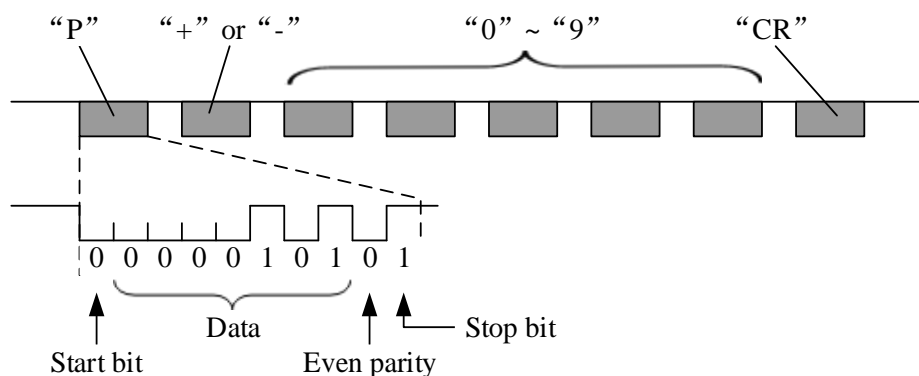 “P” “+” or “-” “0” ~ “9” “CR”
0 0 0 0 0 1 0 1 0 1
Data
Stop bit
Start bit
Even parity